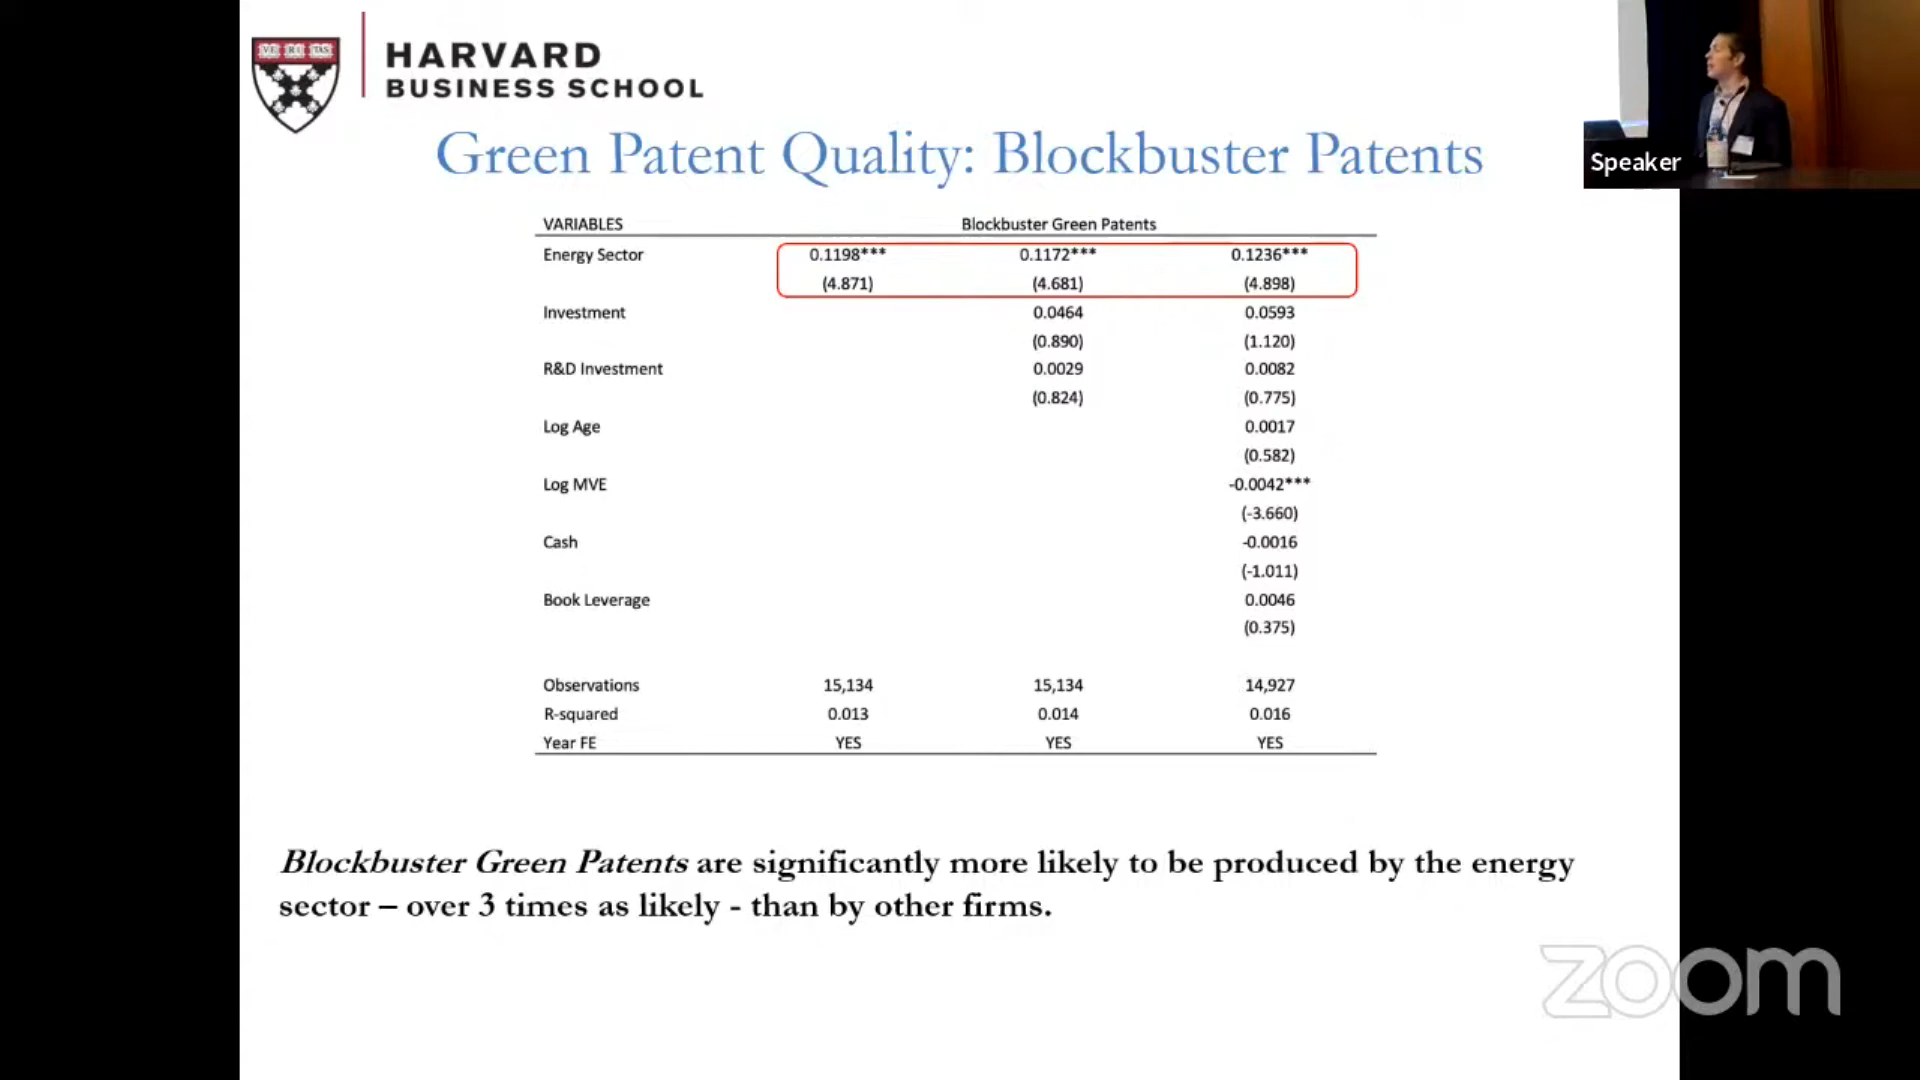 VE RI TAS
HARVARD
BUSINESS SCHOOL
Green Patent Quality: Blockbuster Patents
Speaker
VARIABLES Blockbuster Green Patents
Energy Sector 0.1198*** 0.1172*** 0.1236***
(4.871) (4.681) (4.898)
Investment 0.0464 0.0593
(0.890) (1.120)
R&D Investment 0.0029 0.0082
(0.824) (0.775)
Log Age 0.0017
(0.582)
Log MVE -0.0042***
(-3.660)
Cash -0.0016
(-1.011)
Book Leverage 0.0046
(0.375)
Observations 15,134 15,134 14,927
R-squared 0.013 0.014 0.016
Year FE YES YES YES
Blockbuster Green Patents are significantly more likely to be produced by the energy
sector – over 3 times as likely - than by other firms.
zoom